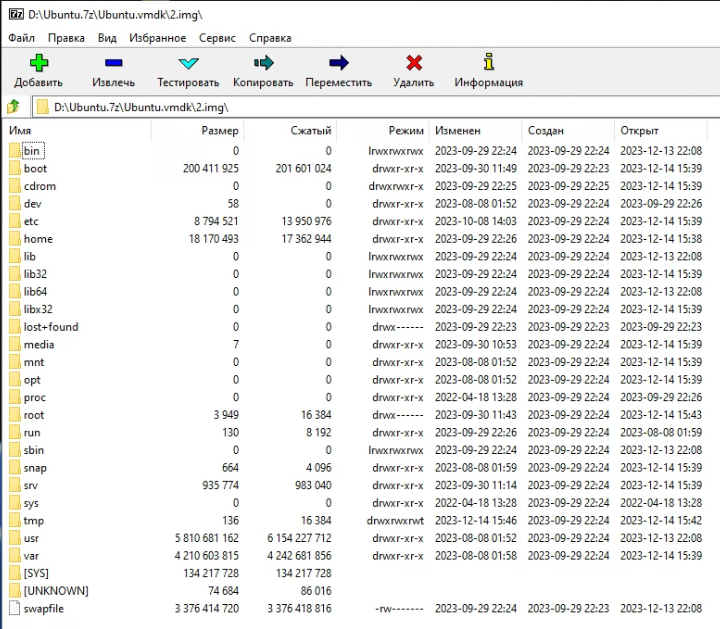 D:\Ubuntu.7z\Ubuntu.vmdk\2.img\
Файл Правка Вид Избранное Сервис Справка
Добавить Извлечь Тестировать Копировать Переместить Удалить Информация
D:\Ubuntu.7z\Ubuntu.vmdk\2.img\
Имя Размер Сжатый Режим Изменен Создан Открыт
bin 0 0 lrwxrwxrwx 2023-09-29 22:24 2023-09-29 22:24 2023-12-13 22:08
boot 200 411 925 201 601 024 drwxr-xr-x 2023-09-30 11:49 2023-09-29 22:23 2023-12-14 15:39
cdrom 0 0 drwxrwxr-x 2023-09-29 22:25 2023-09-29 22:25 2023-12-14 15:39
dev 58 0 drwxr-xr-x 2023-08-08 01:52 2023-09-29 22:24 2023-09-29 22:26
etc 8 794 521 13 950 976 drwxr-xr-x 2023-10-08 14:03 2023-09-29 22:24 2023-12-14 15:39
home 18 170 493 17 362 944 drwxr-xr-x 2023-09-29 22:26 2023-09-29 22:24 2023-12-14 15:38
lib 0 0 lrwxrwxrwx 2023-09-29 22:24 2023-09-29 22:24 2023-12-13 22:08
lib32 0 0 lrwxrwxrwx 2023-09-29 22:24 2023-09-29 22:24 2023-12-14 15:39
lib64 0 0 lrwxrwxrwx 2023-09-29 22:24 2023-09-29 22:24 2023-12-13 22:08
libx32 0 0 lrwxrwxrwx 2023-09-29 22:24 2023-09-29 22:24 2023-12-14 15:39
lost+found 0 0 drwx------ 2023-09-29 22:23 2023-09-29 22:23 2023-09-29 22:23
media 7 0 drwxr-xr-x 2023-09-30 10:53 2023-09-29 22:24 2023-12-14 15:39
mnt 0 0 drwxr-xr-x 2023-08-08 01:52 2023-09-29 22:24 2023-12-14 15:39
opt 0 0 drwxr-xr-x 2023-08-08 01:52 2023-09-29 22:24 2023-12-14 15:39
proc 0 0 drwxr-xr-x 2022-04-18 13:28 2023-09-29 22:24 2023-09-29 22:26
root 3 949 16 384 drwx------ 2023-09-30 11:43 2023-09-29 22:24 2023-12-14 15:43
run 130 8 192 drwxr-xr-x 2023-09-29 22:26 2023-09-29 22:24 2023-08-08 01:59
sbin 0 0 lrwxrwxrwx 2023-09-29 22:24 2023-09-29 22:24 2023-12-13 22:08
snap 664 4 096 drwxr-xr-x 2023-08-08 01:59 2023-09-29 22:24 2023-12-14 15:39
srv 935 774 983 040 drwxr-xr-x 2023-09-30 11:14 2023-09-29 22:24 2023-12-14 15:39
sys 0 0 drwxr-xr-x 2022-04-18 13:28 2023-09-29 22:24 2022-04-18 13:28
tmp 136 16 384 drwxrwxrwt 2023-12-14 15:46 2023-09-29 22:24 2023-12-14 15:42
usr 5 810 681 162 6 154 227 712 drwxr-xr-x 2023-08-08 01:52 2023-09-29 22:24 2023-12-13 22:08
var 4 210 603 815 4 242 681 856 drwxr-xr-x 2023-08-08 01:58 2023-09-29 22:24 2023-12-14 15:39
[SYS] 134 217 728 134 217 728
[UNKNOWN] 74 684 86 016
swapfile 3 376 414 720 3 376 418 816 -rw------- 2023-09-29 22:24 2023-09-29 22:23 2023-12-13 22:08